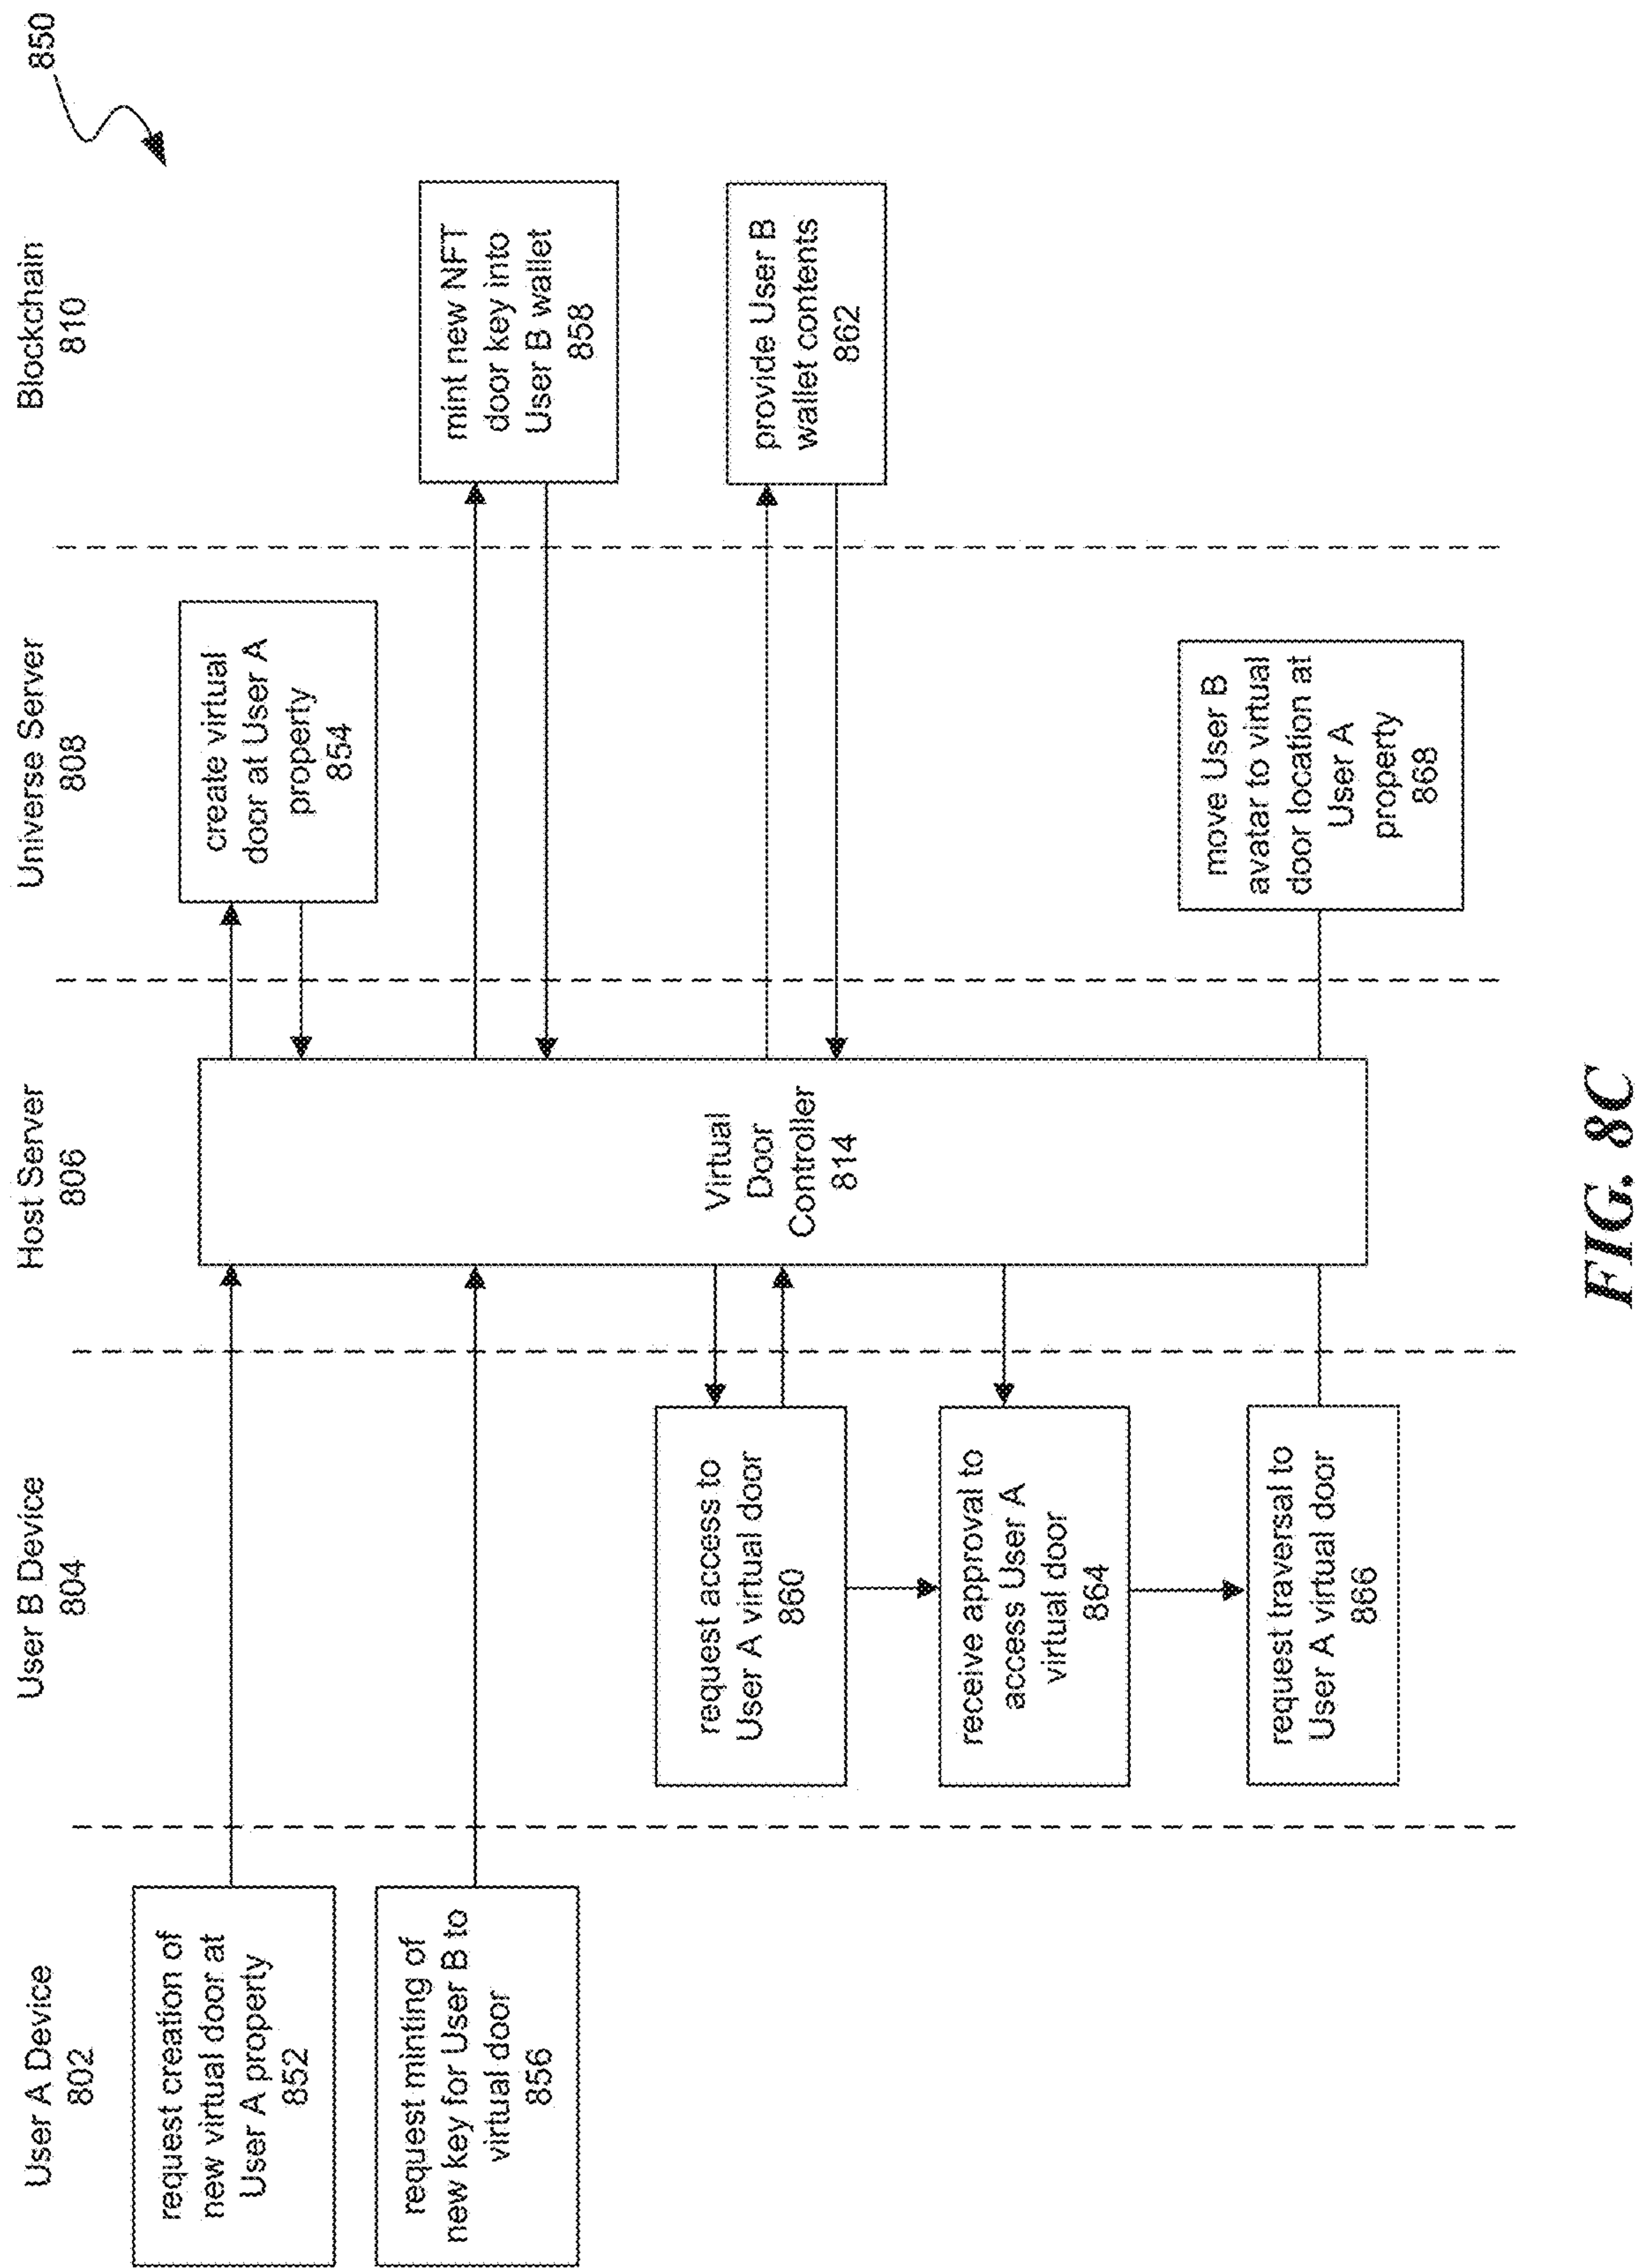 850
User A Device
802
User B Device
804
Host Server
806
Universe Server
808
Blockchain
810
request creation of
new virtual door at
User A property
852
create virtual
door at User A
property
854
request minting of
new key for User B to
virtual door
856
mint new NFT
door key into
User B wallet
858
Virtual
Door
Controller
814
request access to
User A virtual door
860
provide User B
wallet contents
862
receive approval to
access User A
virtual door
864
request traversal to
User A virtual door
866
move User B
avatar to virtual
door location at
User A
property
868
FIG. 8C